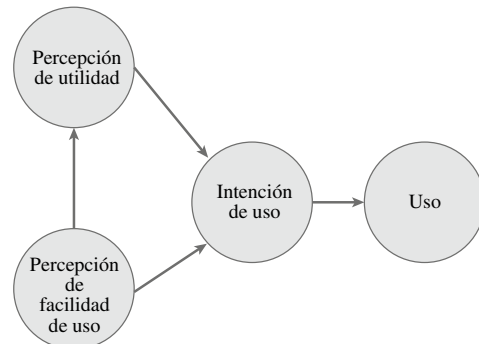 Percepción
de utilidad
Intención
de uso
Uso
Percepción
de
facilidad
de uso